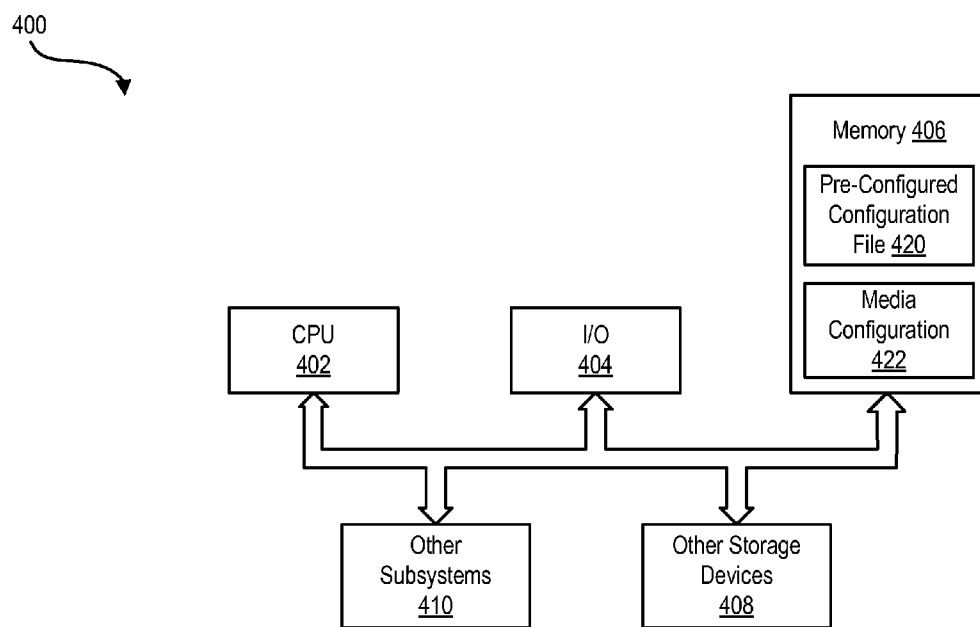 400
Memory 406
Pre-Configured
Configuration
File 420
Media
Configuration
422
CPU
402
I/O
404
Other
Subsystems
410
Other Storage
Devices
408